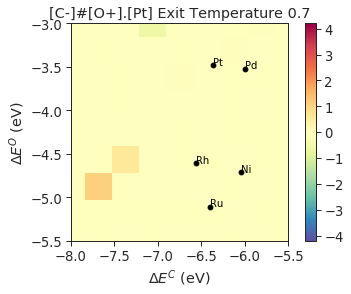 [C-]#[O+].[Pt] Exit Temperature 0.7
−3.0
−3.5
−4.0
−4.5
−5.0
−5.5
ΔE^O (eV)
Pt
Pd
Rh
Ni
Ru
−8.0 −7.5 −7.0 −6.5 −6.0 −5.5
ΔE^C (eV)
4
3
2
1
0
−1
−2
−3
−4